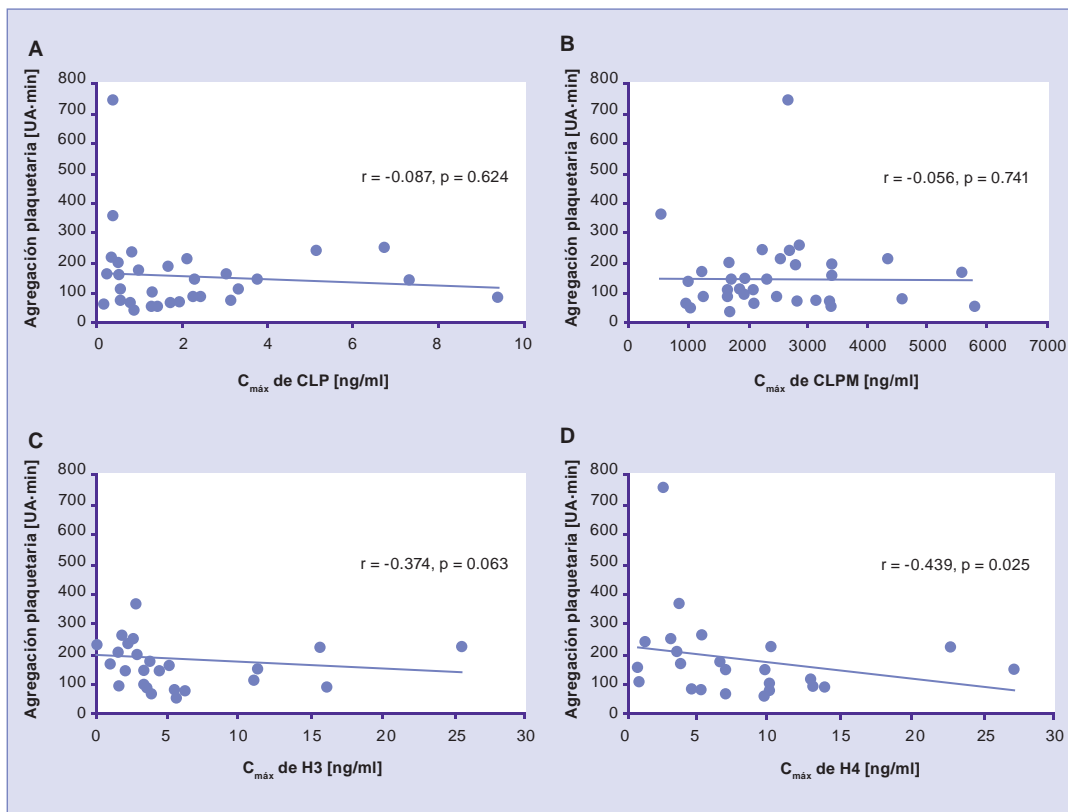 A
Agregación plaquetaria [UA·min]
800
700
600
500
400
300
200
100
0
r = -0.087, p = 0.624
0 2 4 6 8 10
Cmáx de CLP [ng/ml]
B
Agregación plaquetaria [UA·min]
800
700
600
500
400
300
200
100
0
r = -0.056, p = 0.741
0 1000 2000 3000 4000 5000 6000 7000
Cmáx de CLPM [ng/ml]
C
Agregación plaquetaria [UA·min]
800
700
600
500
400
300
200
100
0
r = -0.374, p = 0.063
0 5 10 15 20 25 30
Cmáx de H3 [ng/ml]
D
Agregación plaquetaria [UA·min]
800
700
600
500
400
300
200
100
0
r = -0.439, p = 0.025
0 5 10 15 20 25 30
Cmáx de H4 [ng/ml]